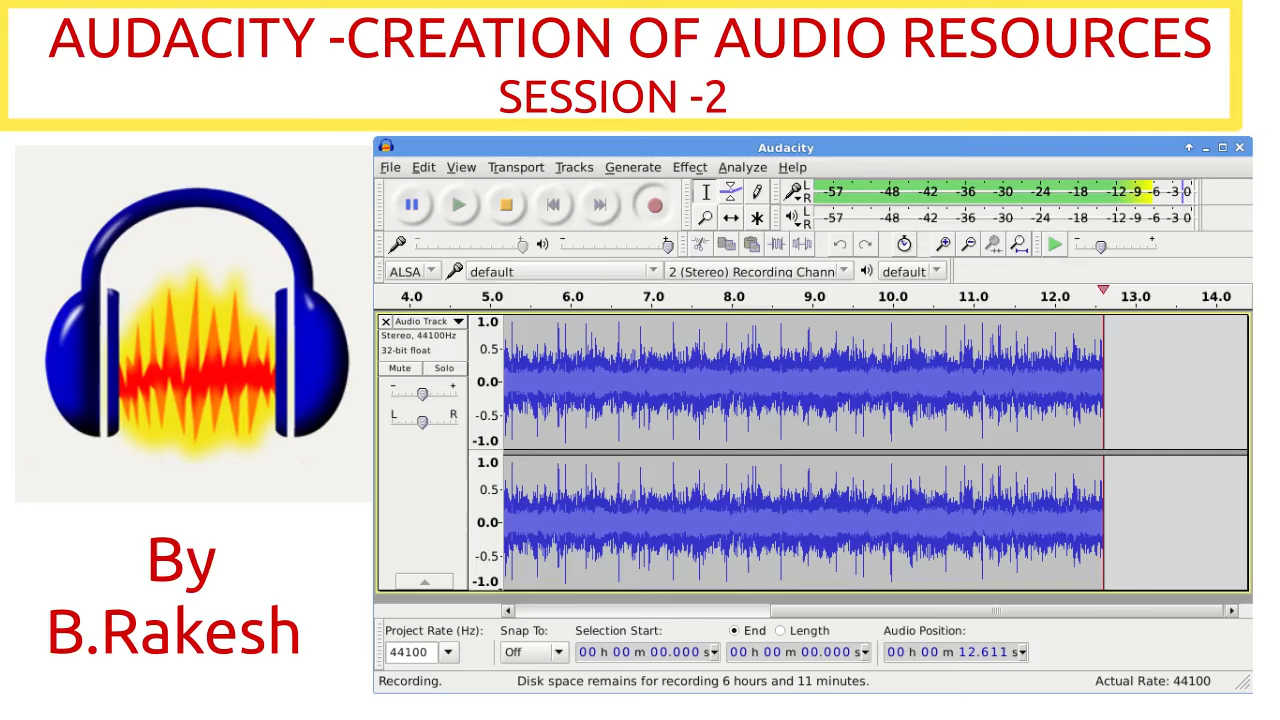 AUDACITY -CREATION OF AUDIO RESOURCES
SESSION -2
Audacity
File Edit View Transport Tracks Generate Effect Analyze Help
L
R
-57 -48 -42 -36 -30 -24 -18 -12 -9 -6 -3 0
L
R
-57 -48 -42 -36 -30 -24 -18 -12 -9 -6 -3 0
ALSA default 2 (Stereo) Recording Chann default
4.0 5.0 6.0 7.0 8.0 9.0 10.0 11.0 12.0 13.0 14.0
Audio Track
Stereo, 44100Hz
32-bit float
Mute Solo
- +
L R
1.0
0.5
0.0
-0.5
-1.0
1.0
0.5
0.0
-0.5
-1.0
By
B.Rakesh
Project Rate (Hz): Snap To: Selection Start: End Length Audio Position:
44100 Off 00 h 00 m 00.000 s 00 h 00 m 00.000 s 00 h 00 m 12.611 s
Recording. Disk space remains for recording 6 hours and 11 minutes. Actual Rate: 44100